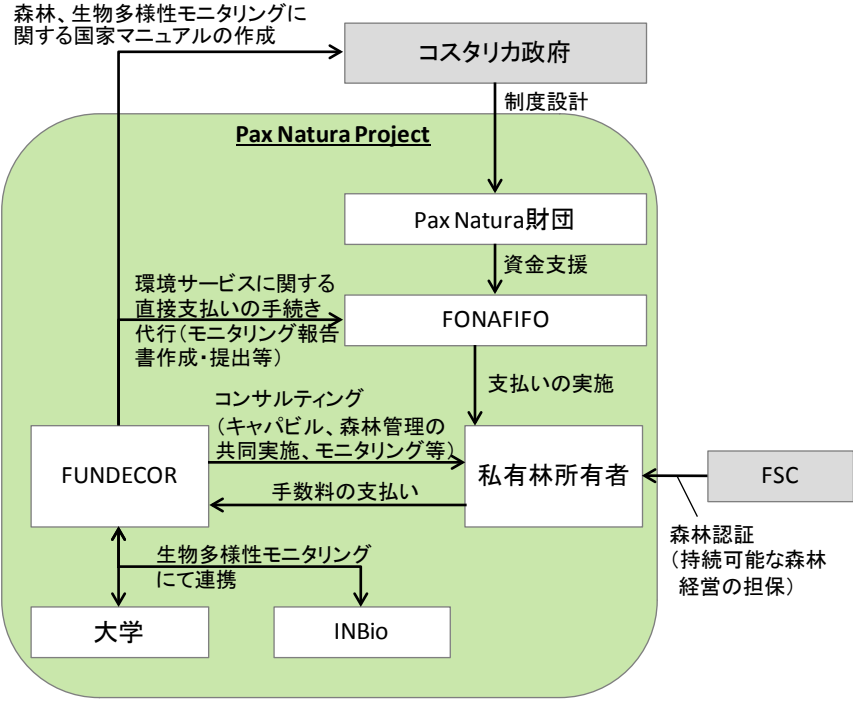 森林、生物多様性モニタリングに
関する国家マニュアルの作成
コスタリカ政府
制度設計
Pax Natura Project
Pax Natura財団
資金支援
環境サービスに関する
直接支払いの手続き
代行(モニタリング報告
書作成・提出等)
FONAFIFO
支払いの実施
コンサルティング
(キャパビル、森林管理の
共同実施、モニタリング等)
FUNDECOR
私有林所有者
FSC
手数料の支払い
森林認証
(持続可能な森林
経営の担保)
生物多様性モニタリング
にて連携
大学
INBio